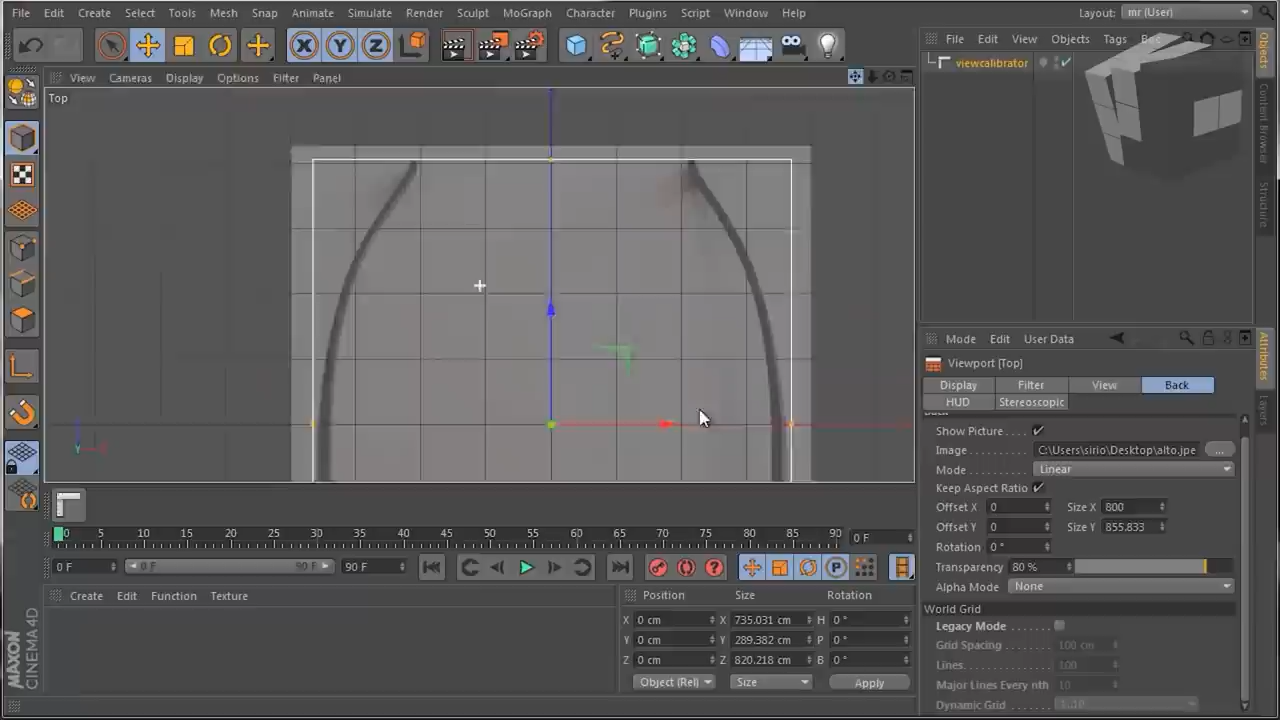 File Edit Create Select Tools Mesh Snap Animate Simulate Render Sculpt MoGraph Character Plugins Script Window Help
Layout: mr (User)
File Edit View Objects Tags
viewcalibrator
Objects
Content Browser
Structure
View Cameras Display Options Filter Panel
Top
Mode Edit User Data
Attributes
Layers
Viewport [Top]
Display Filter View Back
HUD Stereoscopic
Back
Show Picture
Image C:\Users\sirio\Desktop\alto.jpe ...
Mode Linear
Keep Aspect Ratio
Offset X 0 Size X 800
Offset Y 0 Size Y 855.833
Rotation 0 °
Transparency 80 %
Alpha Mode None
World Grid
Legacy Mode
Grid Spacing 100 cm
Lines 100
Major Lines Every nth 10
Dynamic Grid 1..10
0 5 10 15 20 25 30 35 40 45 50 55 60 65 70 75 80 85 90 0 F
0 F 0 F 90 F 90 F
Create Edit Function Texture
Position Size Rotation
X 0 cm X 735.031 cm H 0 °
Y 0 cm Y 289.382 cm P 0 °
Z 0 cm Z 820.218 cm B 0 °
Object (Rel) Size Apply
MAXON
CINEMA 4D